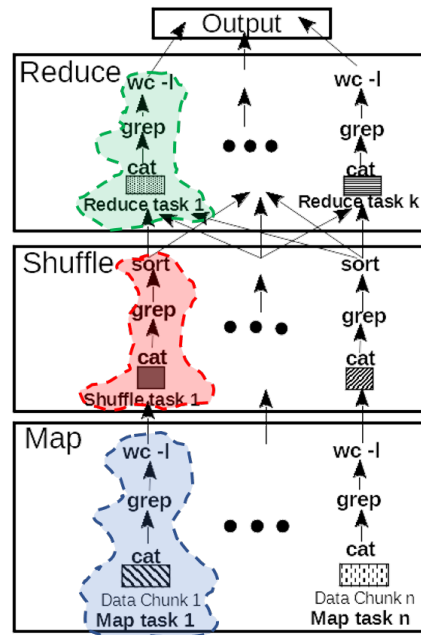 Output
Reduce
wc -l
wc -l
grep
grep
cat
cat
Reduce task 1
Reduce task k
Shuffle
sort
sort
grep
grep
cat
cat
Shuffle task 1
Map
wc -l
wc -l
grep
grep
cat
cat
Data Chunk 1
Data Chunk n
Map task 1
Map task n